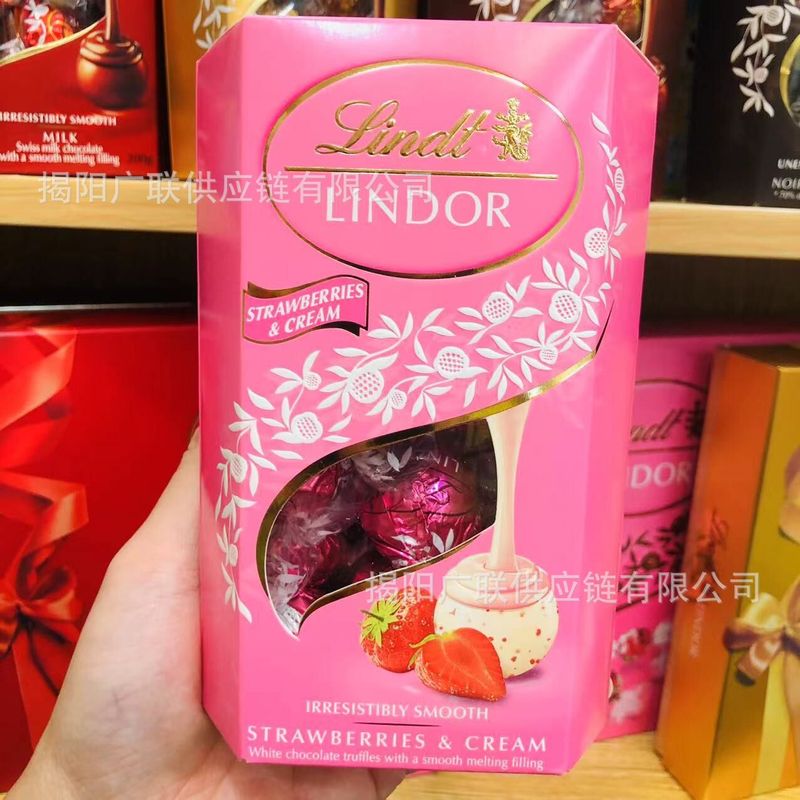 IRRESISTIBLY SMOOTH
MILK
Swiss milk chocolate
with a smooth melting filling
200g
揭阳广联供应链有限公司
Lindt
LINDOR
STRAWBERRIES
& CREAM
NOIR
揭阳广联供应链有限公司
IRRESISTIBLY SMOOTH
STRAWBERRIES & CREAM
White chocolate truffles with a smooth melting filling